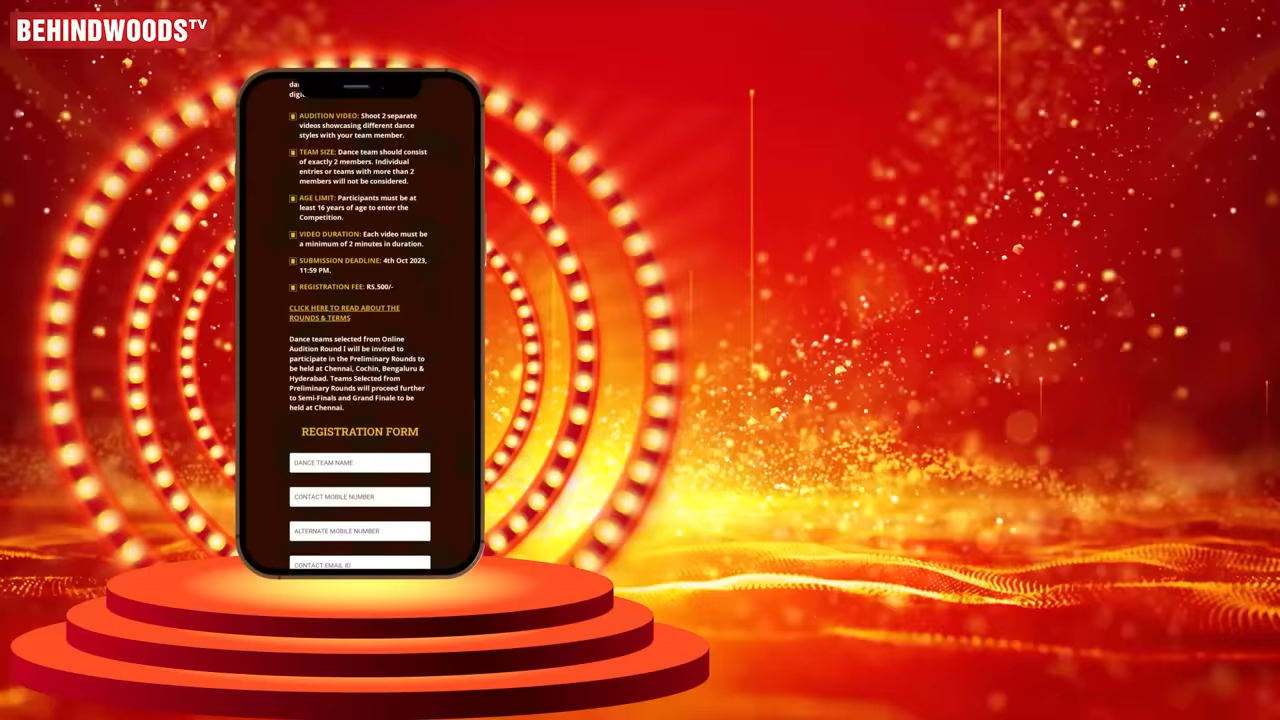 BEHINDWOODS TV
AUDITION VIDEO: Shoot 2 separate
videos showcasing different dance
styles with your team member.
TEAM SIZE: Dance team should consist
of exactly 2 members. Individual
entries or teams with more than 2
members will not be considered.
AGE LIMIT: Participants must be at
least 16 years of age to enter the
Competition.
VIDEO DURATION: Each video must be
a minimum of 2 minutes in duration.
SUBMISSION DEADLINE: 4th Oct 2023,
11:59 PM.
REGISTRATION FEE: RS.500/-
CLICK HERE TO READ ABOUT THE
ROUNDS & TERMS
Dance teams selected from Online
Audition Round I will be invited to
participate in the Preliminary Rounds to
be held at Chennai, Cochin, Bengaluru &
Hyderabad. Teams Selected from
Preliminary Rounds will proceed further
to Semi-Finals and Grand Finale to be
held at Chennai.
REGISTRATION FORM
DANCE TEAM NAME
CONTACT MOBILE NUMBER
ALTERNATE MOBILE NUMBER
CONTACT EMAIL ID